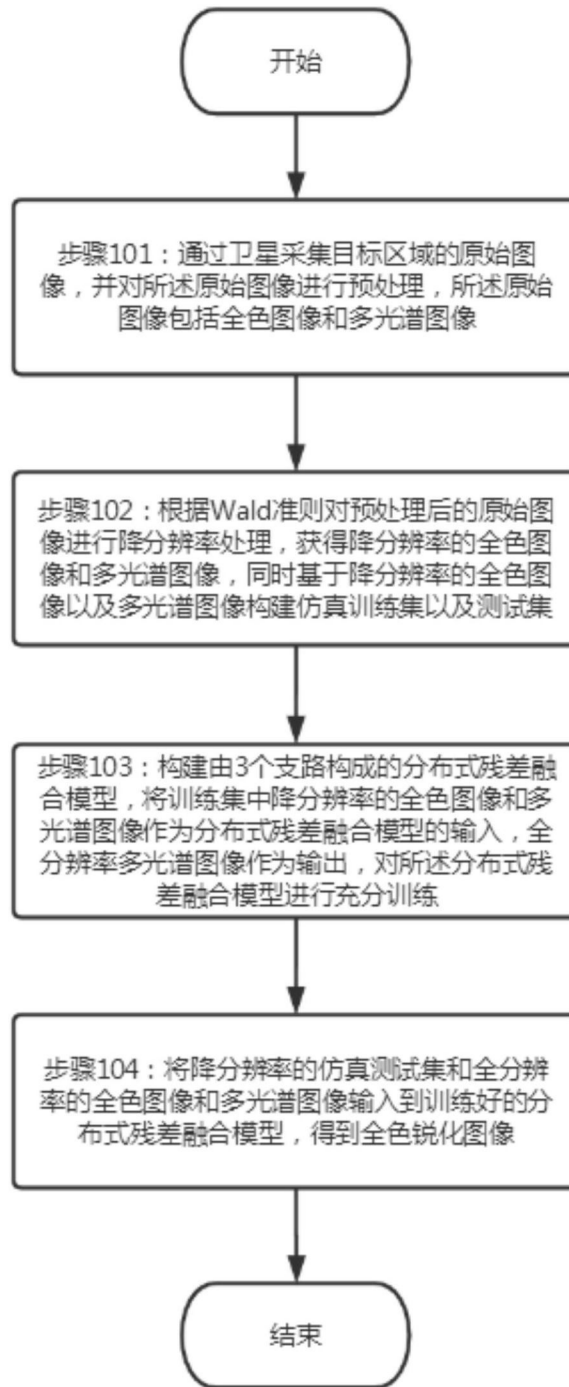 开始
步骤101：通过卫星采集目标区域的原始图
像，并对所述原始图像进行预处理，所述原始
图像包括全色图像和多光谱图像
步骤102：根据Wald准则对预处理后的原始图
像进行降分辨率处理，获得降分辨率的全色图
像和多光谱图像，同时基于降分辨率的全色图
像以及多光谱图像构建仿真训练集以及测试集
步骤103：构建由3个支路构成的分布式残差融
合模型，将训练集中降分辨率的全色图像和多
光谱图像作为分布式残差融合模型的输入，全
分辨率多光谱图像作为输出，对所述分布式残
差融合模型进行充分训练
步骤104：将降分辨率的仿真测试集和全分辨
率的全色图像和多光谱图像输入到训练好的分
布式残差融合模型，得到全色锐化图像
结束